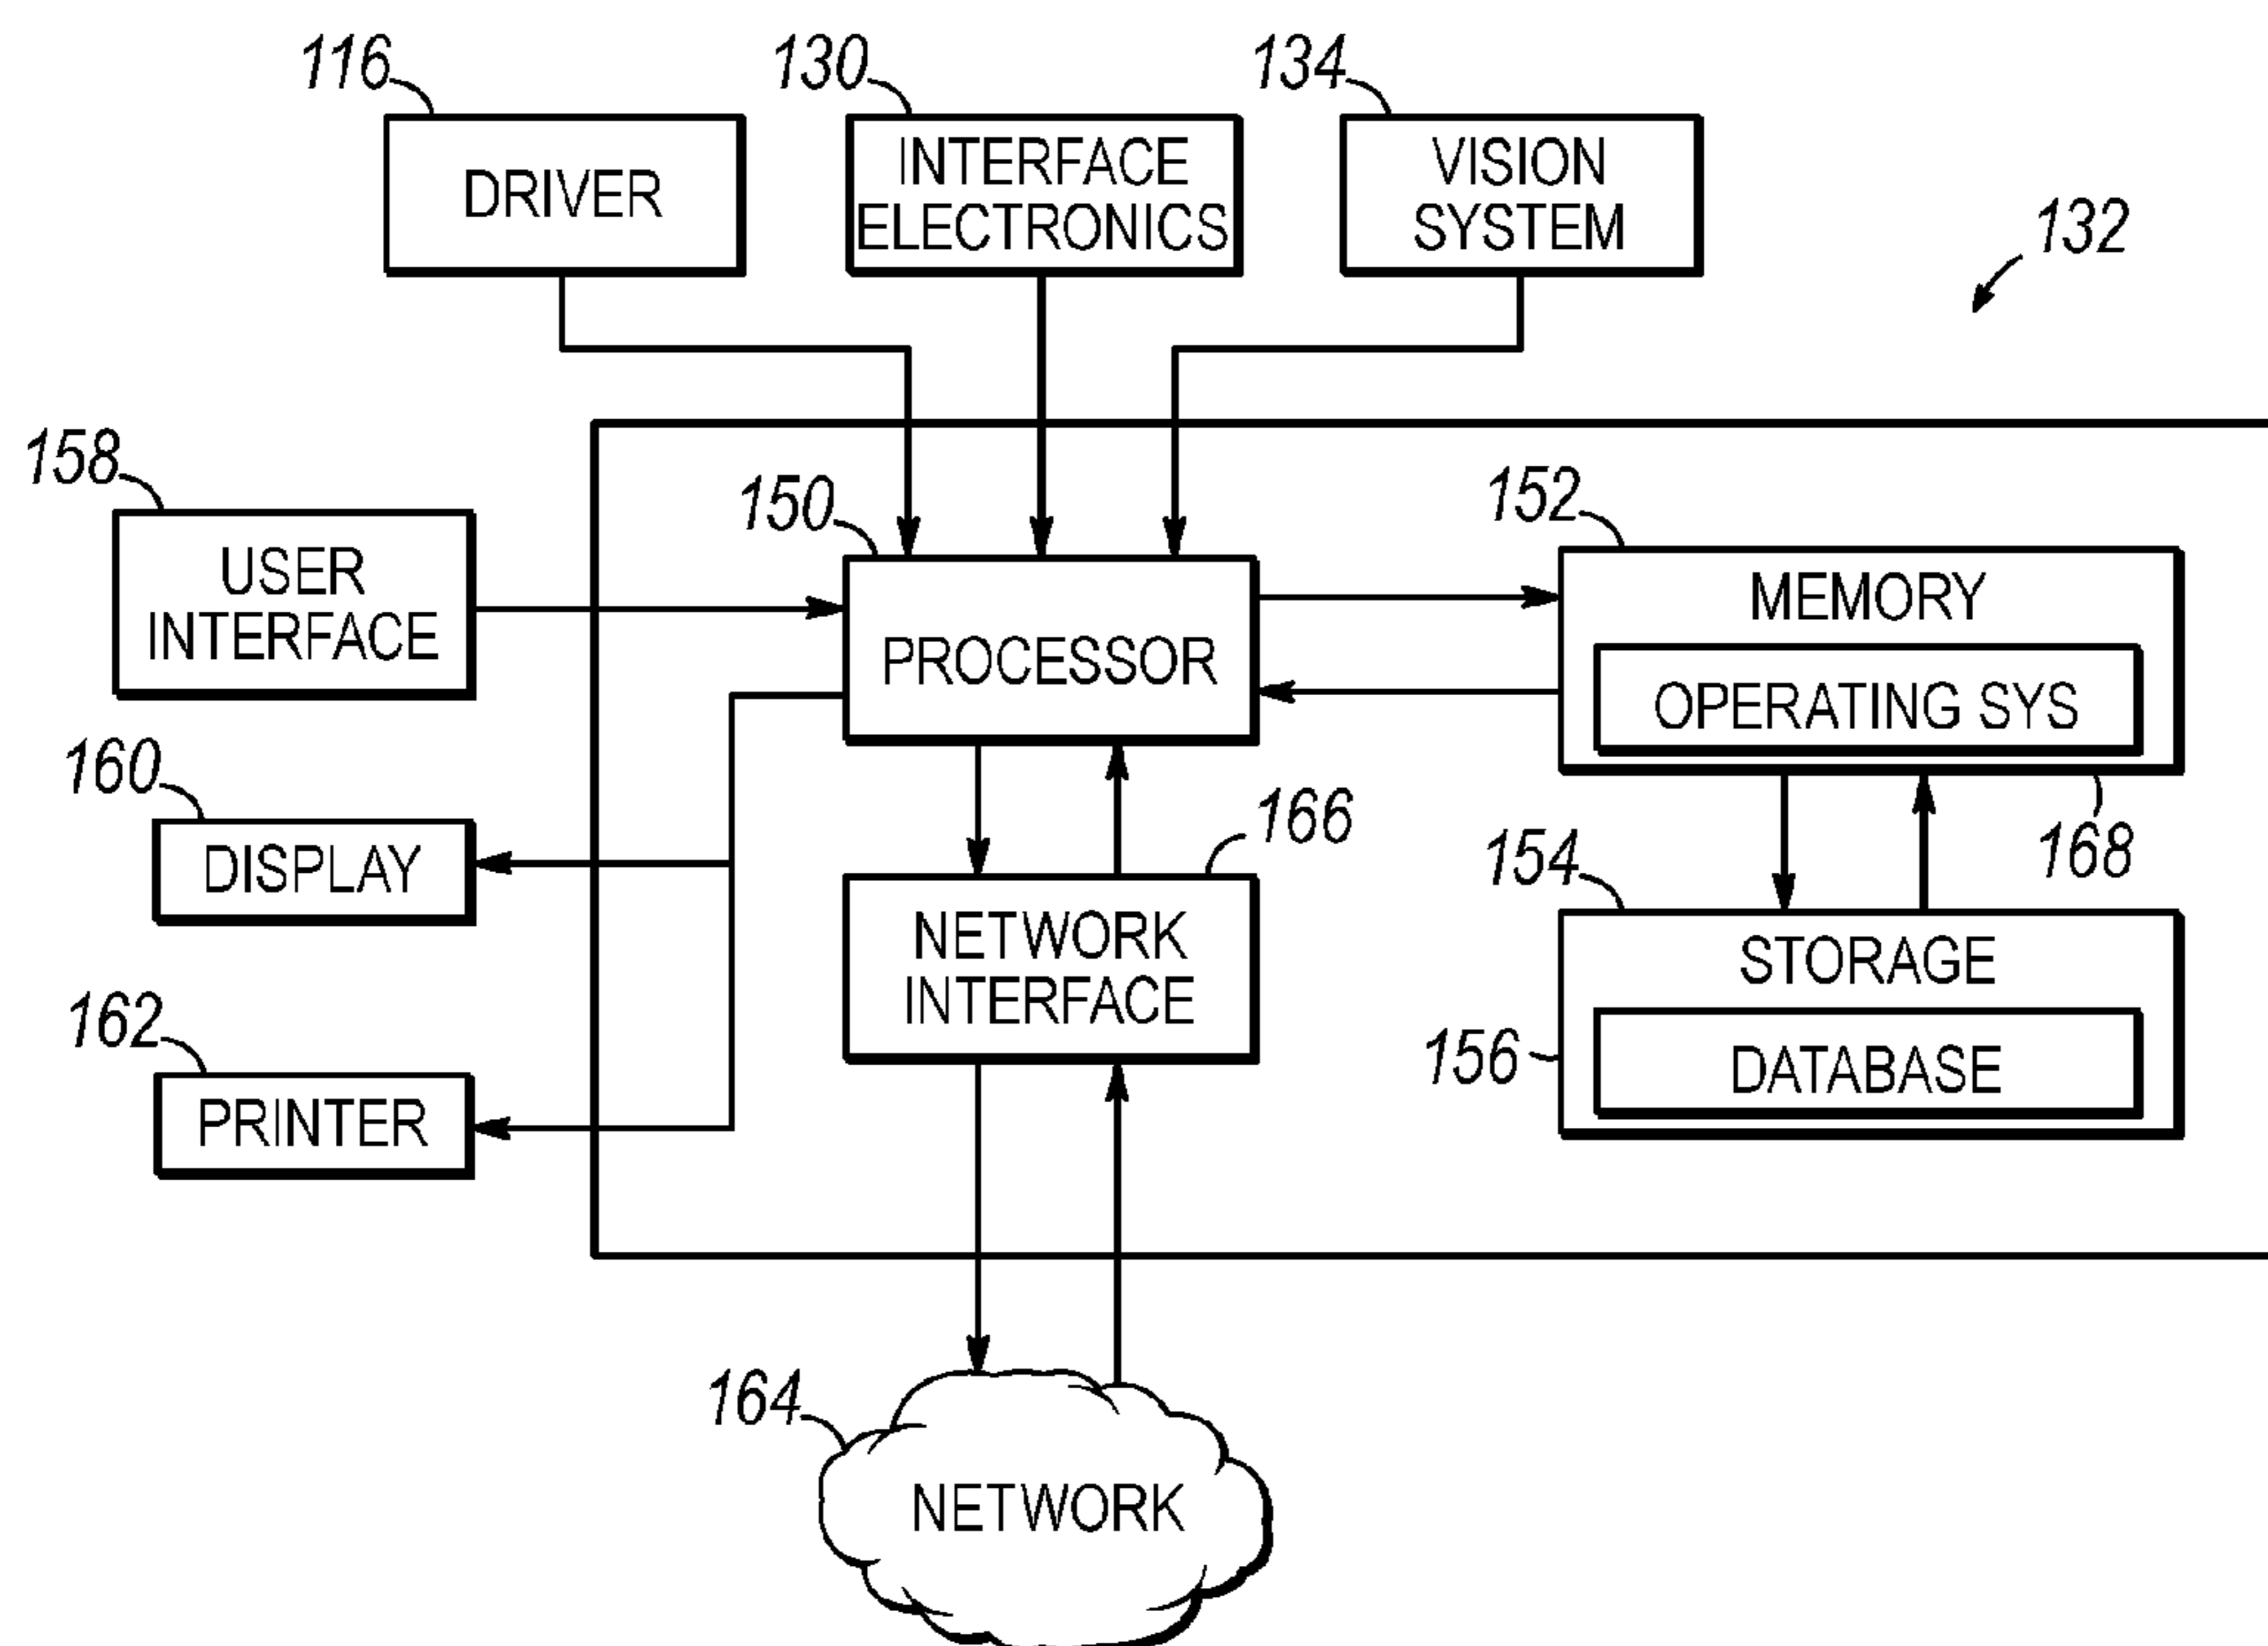 116
130
134
DRIVER
INTERFACE
ELECTRONICS
VISION
SYSTEM
132
158
150
152
USER
INTERFACE
PROCESSOR
MEMORY
OPERATING SYS
160
166
168
DISPLAY
154
NETWORK
INTERFACE
STORAGE
162
156
DATABASE
PRINTER
164
NETWORK